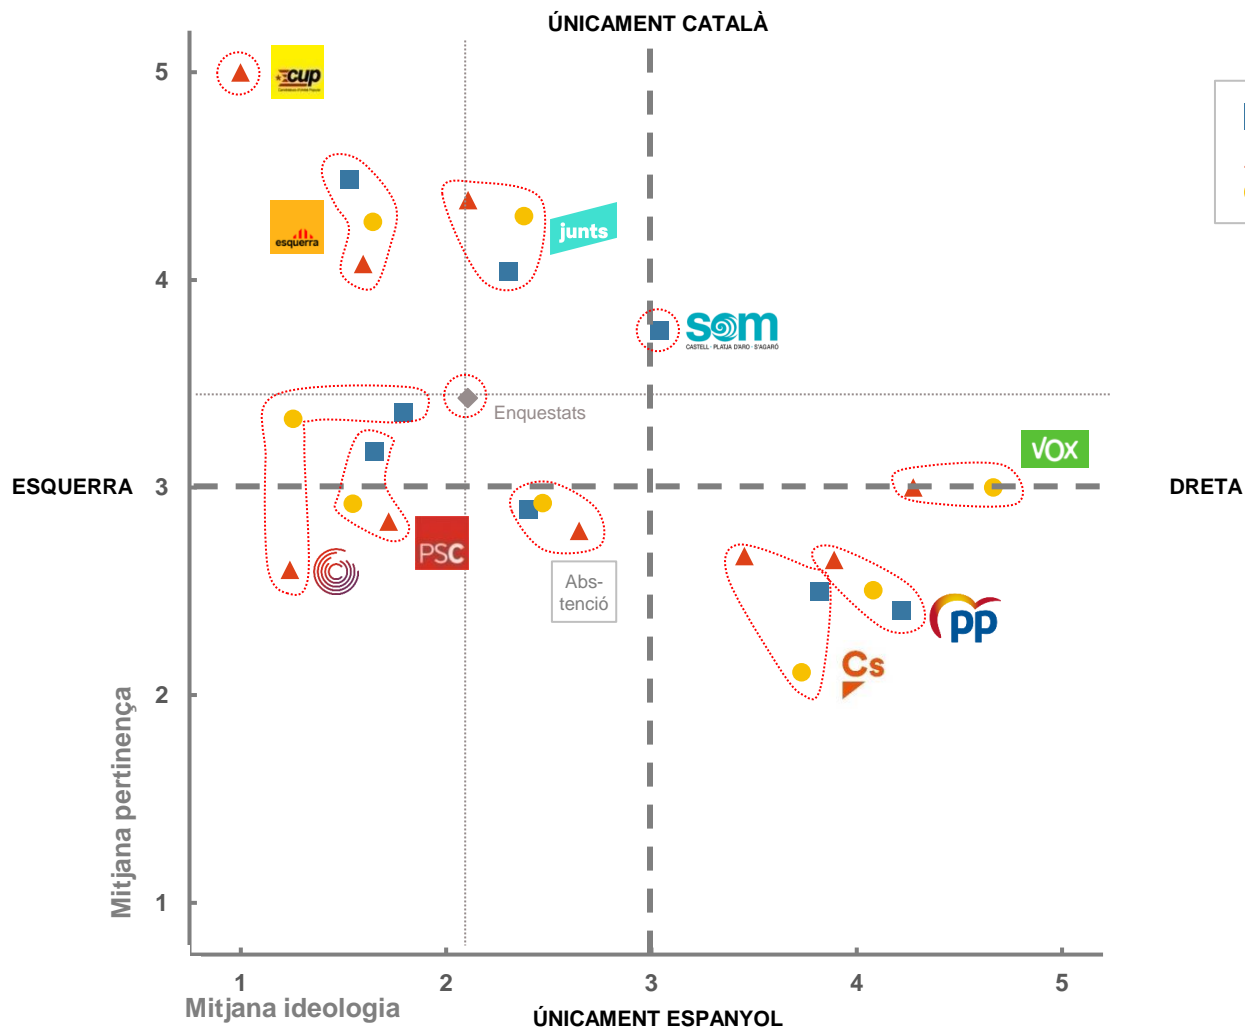 ÚNICAMENT CATALÀ
5
cup
esquerra
junts
4
som
CASTELL - PLATJA D'ARO - S'AGARÓ
Enquestats
VOX
ESQUERRA
3
DRETA
PSC
Abs-
tenció
pp
Cs
2
Mitjana pertinença
1
1
2
3
4
5
Mitjana ideologia
ÚNICAMENT ESPANYOL